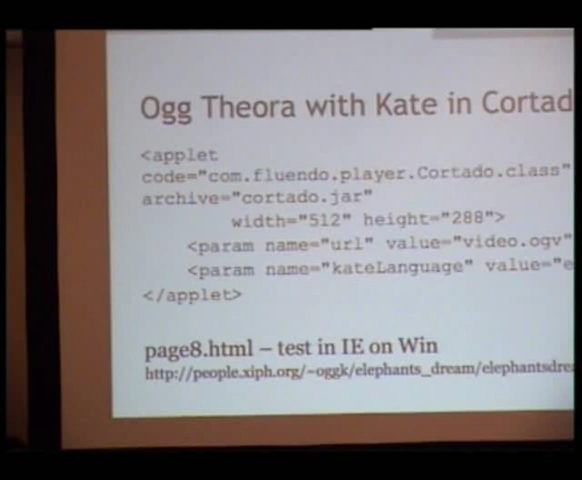 Ogg Theora with Kate in Cortad
<applet
code="com.fluendo.player.Cortado.class"
archive="cortado.jar"
width="512" height="288">
<param name="url" value="video.ogv"
<param name="kateLanguage" value="e
</applet>
page8.html – test in IE on Win
http://people.xiph.org/~oggk/elephants_dream/elephantsdre